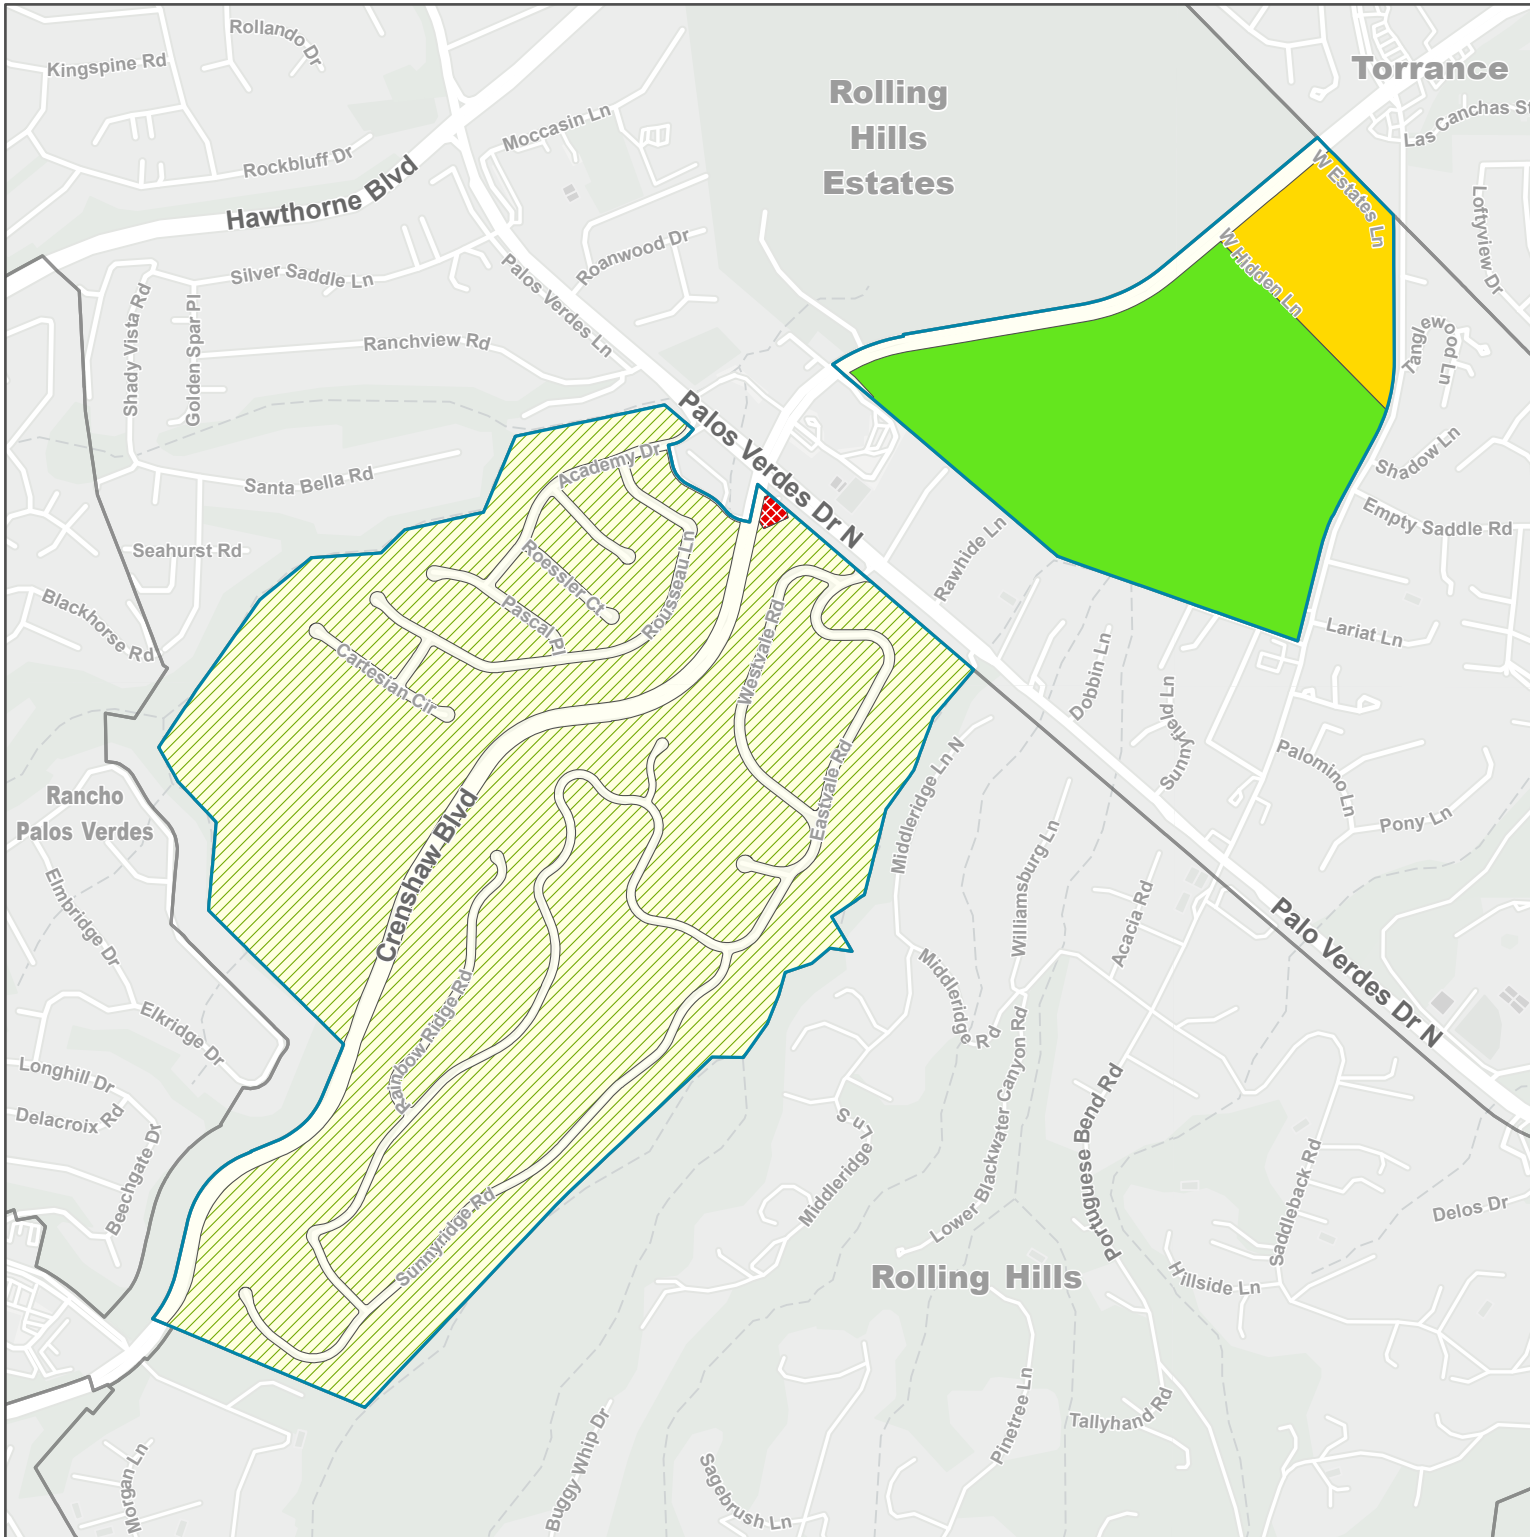 Rollando Dr
Kingspine Rd
Torrance
Rolling
Hills
Estates
Las Canchas St
Moccasin Ln
Rockbluff Dr
Hawthorne Blvd
W Estates Ln
Loftyview Dr
W Hidden Ln
Roanwood Dr
Silver Saddle Ln
Palos Verdes Ln
Shady Vista Rd
Golden Spar Pl
Ranchview Rd
Tanglewood Ln
Palos Verdes Dr N
Academy Dr
Santa Bella Rd
Shadow Ln
Empty Saddle Rd
Seahurst Rd
Roessler Ct
Rousseau Ln
Rawhide Ln
Blackhorse Rd
Pascal Pl
Westvale Rd
Lariat Ln
Cartesian Cir
Dobbin Ln
Sunnyfield Ln
Palomino Ln
Eastvale Rd
Middleridge Ln N
Rancho
Palos Verdes
Pony Ln
Crenshaw Blvd
Williamsburg Ln
Elmbridge Dr
Acacia Rd
Palo Verdes Dr N
Middleridge Rd
Rainbow Ridge Rd
Elkridge Dr
Lower Blackwater Canyon Rd
Longhill Dr
Delacroix Rd
Portuguese Bend Rd
Middleridge Ln S
Beechgate Dr
Saddleback Rd
Delos Dr
Sunnyridge Rd
Rolling Hills
Hillside Ln
Pinetree Ln
Tallyhand Rd
Buggy Whip Dr
Sagebrush Ln
Morgan Ln